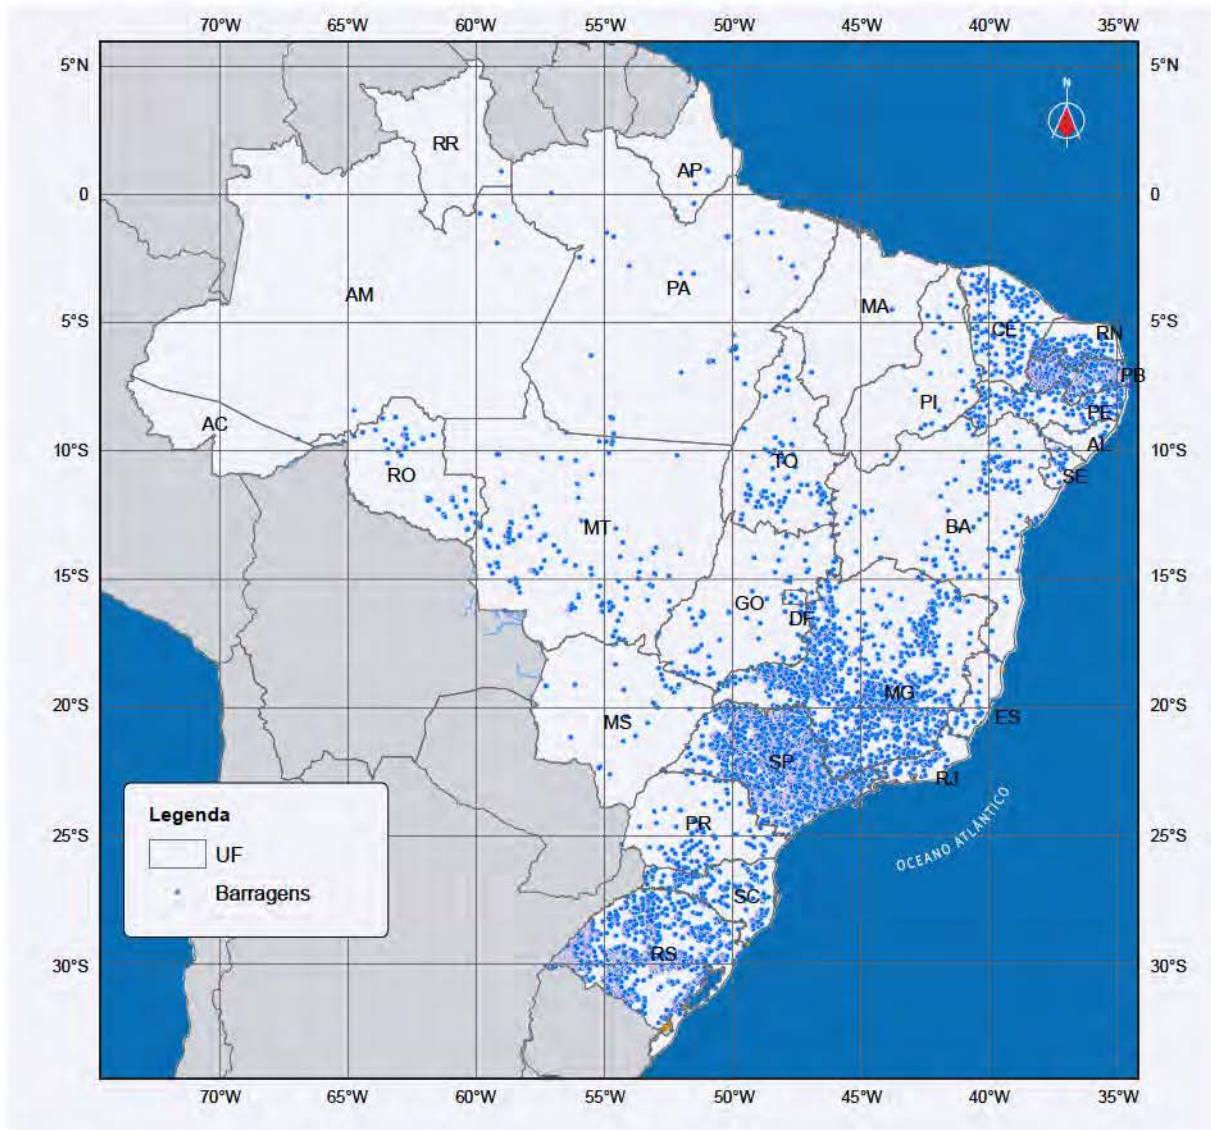 70°W 65°W 60°W 55°W 50°W 45°W 40°W 35°W
5°N 5°N
N
RR
AP
0 0
AM
PA
MA
5°S 5°S
CE
RN
PB
PI
PE
AC
AL
10°S 10°S
TO
RO
SE
MT
BA
15°S 15°S
GO
DF
MG
20°S 20°S
MS
ES
SP
RJ
Legenda
UF
Barragens
PR
25°S 25°S
OCEANO ATLÂNTICO
SC
RS
30°S 30°S
70°W 65°W 60°W 55°W 50°W 45°W 40°W 35°W